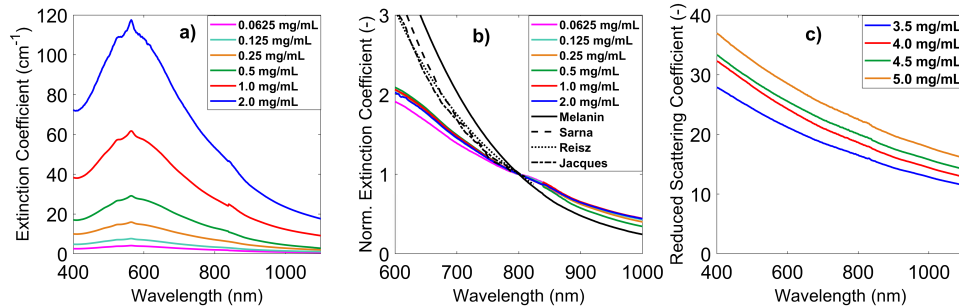 a)
Extinction Coefficient (cm⁻¹)
120
100
80
60
40
20
0
400
600
800
1000
Wavelength (nm)
0.0625 mg/mL
0.125 mg/mL
0.25 mg/mL
0.5 mg/mL
1.0 mg/mL
2.0 mg/mL
b)
Norm. Extinction Coefficient (-)
3
2
1
0
600
700
800
900
1000
Wavelength (nm)
0.0625 mg/mL
0.125 mg/mL
0.25 mg/mL
0.5 mg/mL
1.0 mg/mL
2.0 mg/mL
Melanin
Sarna
Reisz
Jacques
c)
Reduced Scattering Coefficient (-)
40
30
20
10
0
400
600
800
1000
Wavelength (nm)
3.5 mg/mL
4.0 mg/mL
4.5 mg/mL
5.0 mg/mL